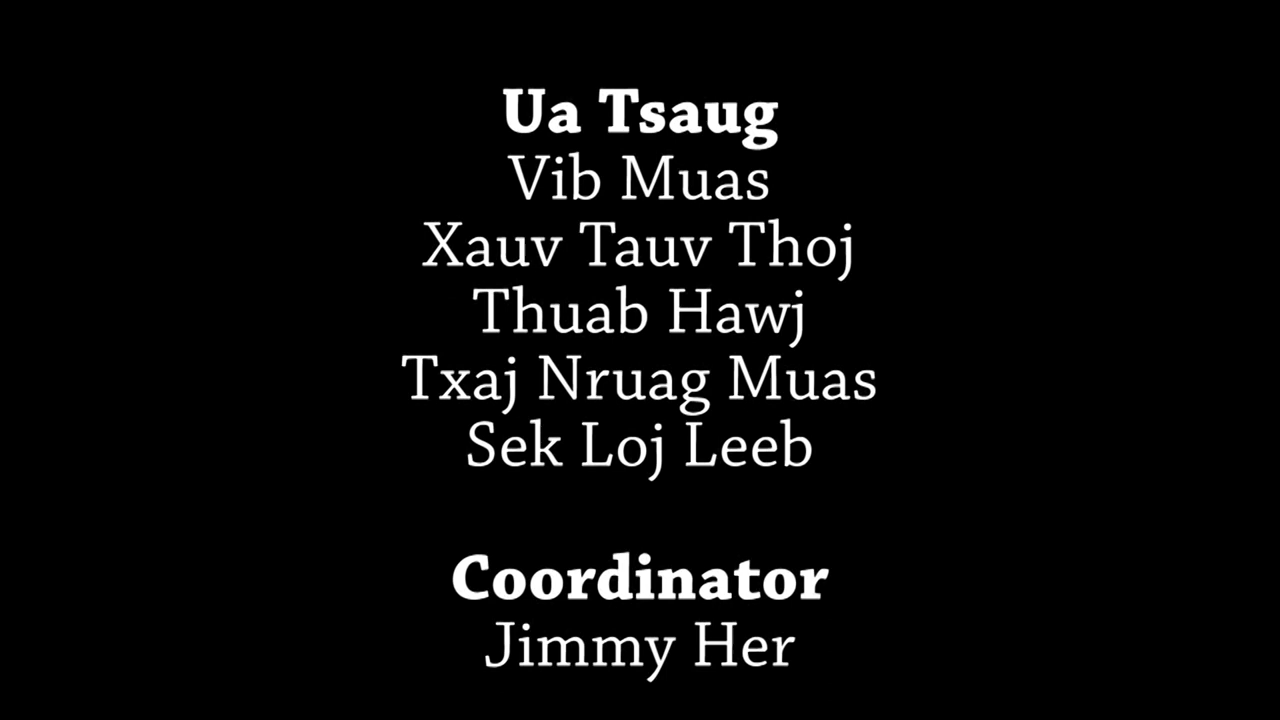 Ua Tsaug
Vib Muas
Xauv Tauv Thoj
Thuab Hawj
Txaj Nruag Muas
Sek Loj Leeb
Coordinator
Jimmy Her